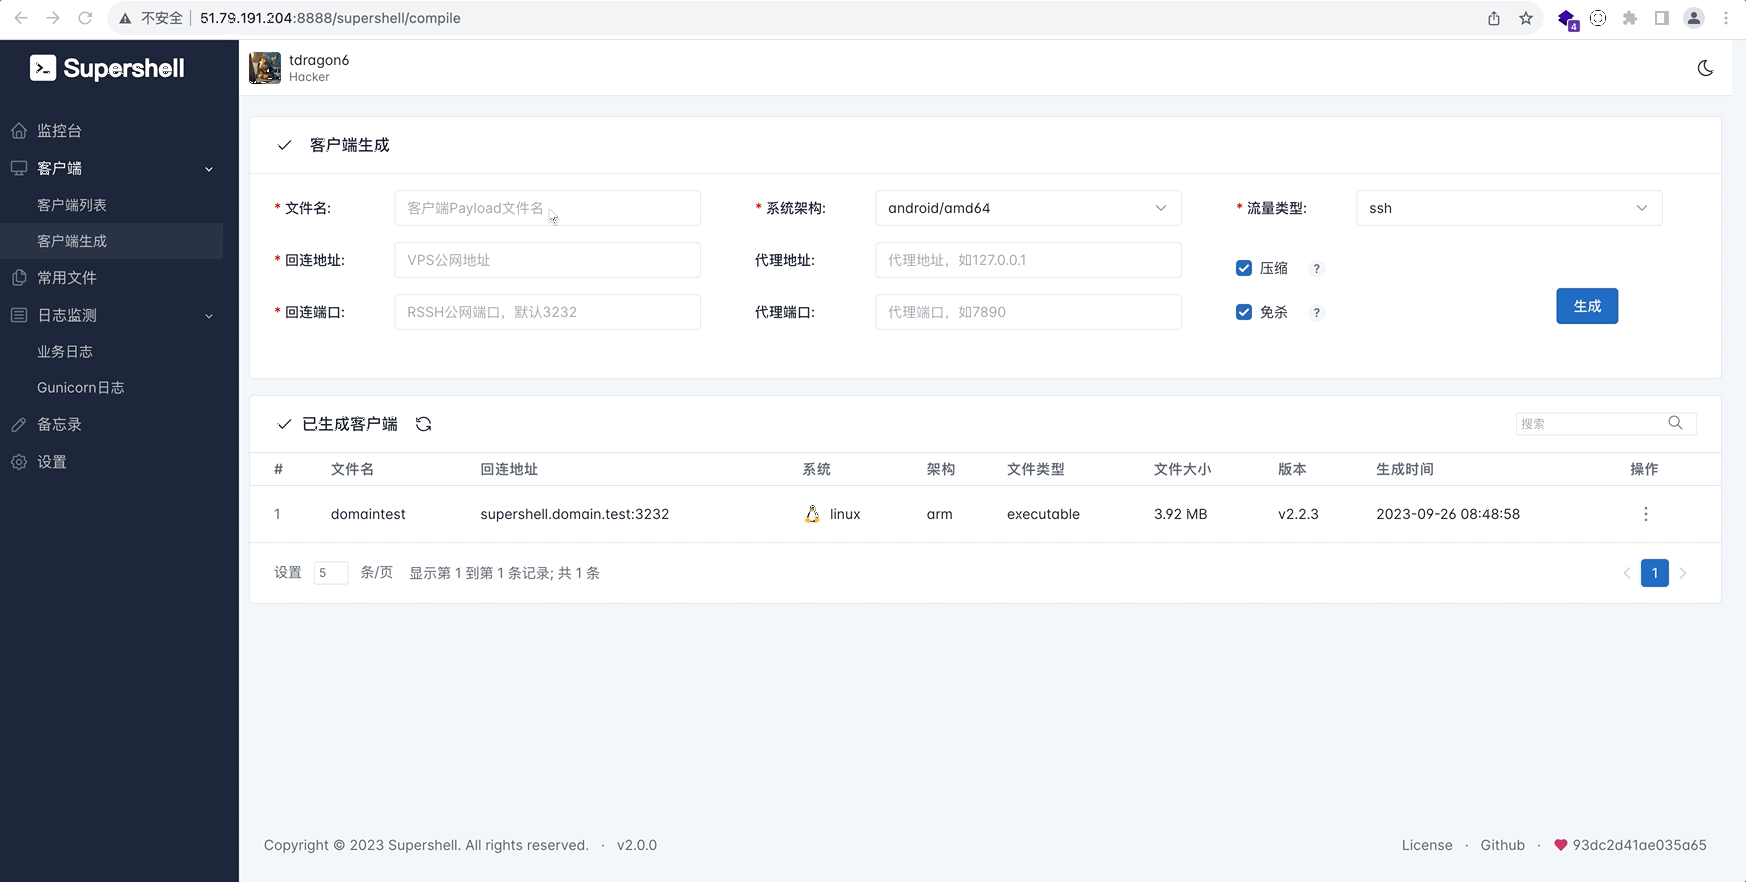 不安全 51.79.191.204:8888/supershell/compile
4
Supershell
tdragon6
Hacker
监控台
客户端
客户端列表
客户端生成
常用文件
日志监测
业务日志
Gunicorn日志
备忘录
设置
客户端生成
* 文件名: 客户端Payload文件名 * 系统架构: android/amd64 * 流量类型: ssh
* 回连地址: VPS公网地址 代理地址: 代理地址，如127.0.0.1 压缩 ?
* 回连端口: RSSH公网端口，默认3232 代理端口: 代理端口，如7890 免杀 ? 生成
已生成客户端 搜索
# 文件名 回连地址 系统 架构 文件类型 文件大小 版本 生成时间 操作
1 domaintest supershell.domain.test:3232 linux arm executable 3.92 MB v2.2.3 2023-09-26 08:48:58
设置 5 条/页 显示第 1 到第 1 条记录; 共 1 条 1
Copyright © 2023 Supershell. All rights reserved. · v2.0.0 License · Github · 93dc2d41ae035a65